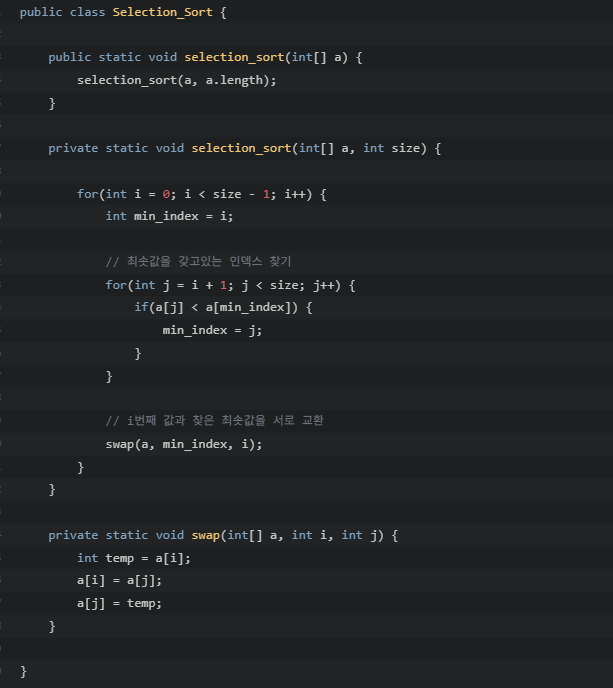 public class Selection_Sort {
public static void selection_sort(int[] a) {
selection_sort(a, a.length);
}
private static void selection_sort(int[] a, int size) {
for(int i = 0; i < size - 1; i++) {
int min_index = i;
// 최솟값을 갖고있는 인덱스 찾기
for(int j = i + 1; j < size; j++) {
if(a[j] < a[min_index]) {
min_index = j;
}
}
// i번째 값과 찾은 최솟값을 서로 교환
swap(a, min_index, i);
}
}
private static void swap(int[] a, int i, int j) {
int temp = a[i];
a[i] = a[j];
a[j] = temp;
}
}